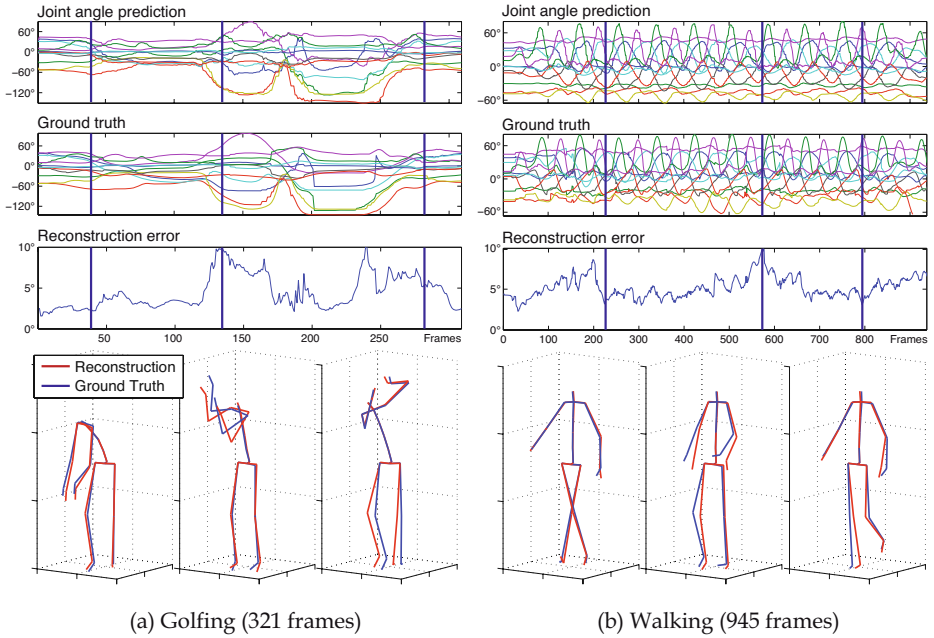 Joint angle prediction
60°
0°
−60°
−120°
Ground truth
60°
0°
−60°
−120°
Reconstruction error
10°
5°
0°
50 100 150 200 250 Frames
Reconstruction
Ground Truth
(a) Golfing (321 frames)
Joint angle prediction
60°
0°
−60°
Ground truth
60°
0°
−60°
Reconstruction error
10°
5°
0°
0 100 200 300 400 500 600 700 800 Frames
(b) Walking (945 frames)